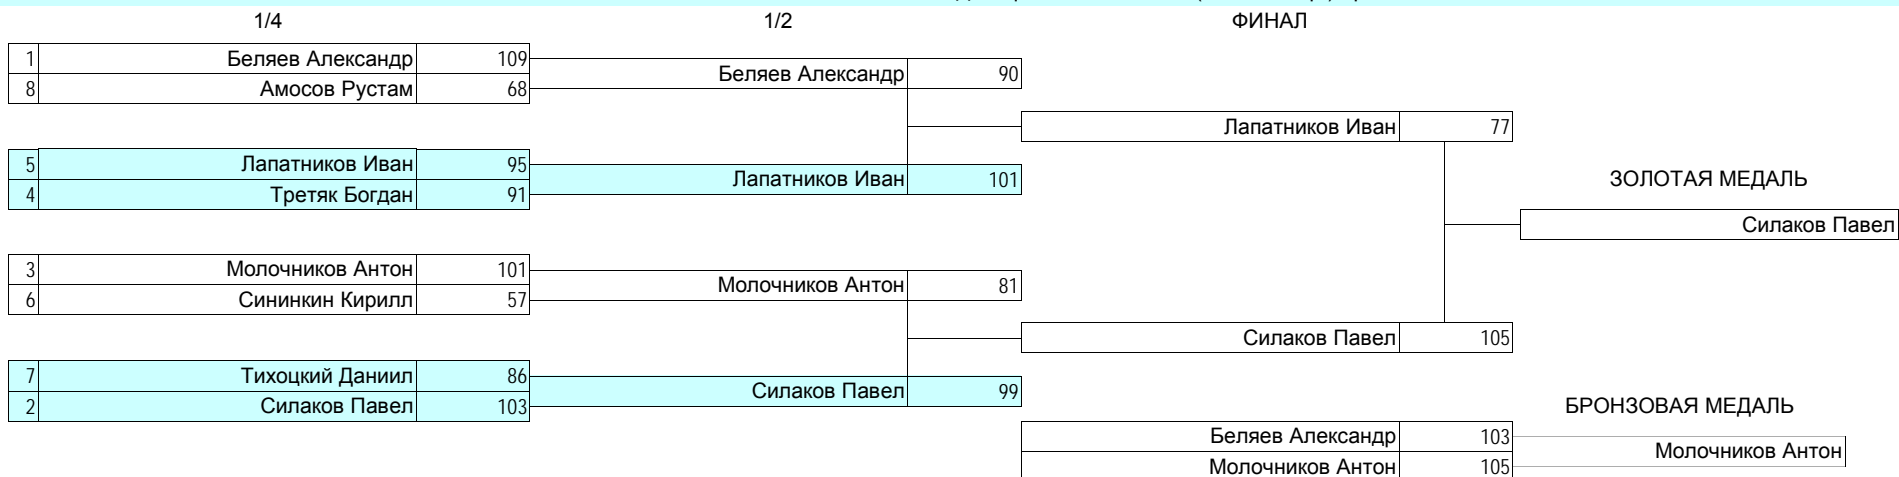 1/4 1/2 ФИНАЛ
1 Беляев Александр 109
8 Амосов Рустам 68
Беляев Александр 90
Лапатников Иван 77
5 Лапатников Иван 95
4 Третяк Богдан 91
Лапатников Иван 101
ЗОЛОТАЯ МЕДАЛЬ
Силаков Павел
3 Молочников Антон 101
6 Сининкин Кирилл 57
Молочников Антон 81
Силаков Павел 105
7 Тихоцкий Даниил 86
2 Силаков Павел 103
Силаков Павел 99
БРОНЗОВАЯ МЕДАЛЬ
Беляев Александр 103
Молочников Антон 105
Молочников Антон